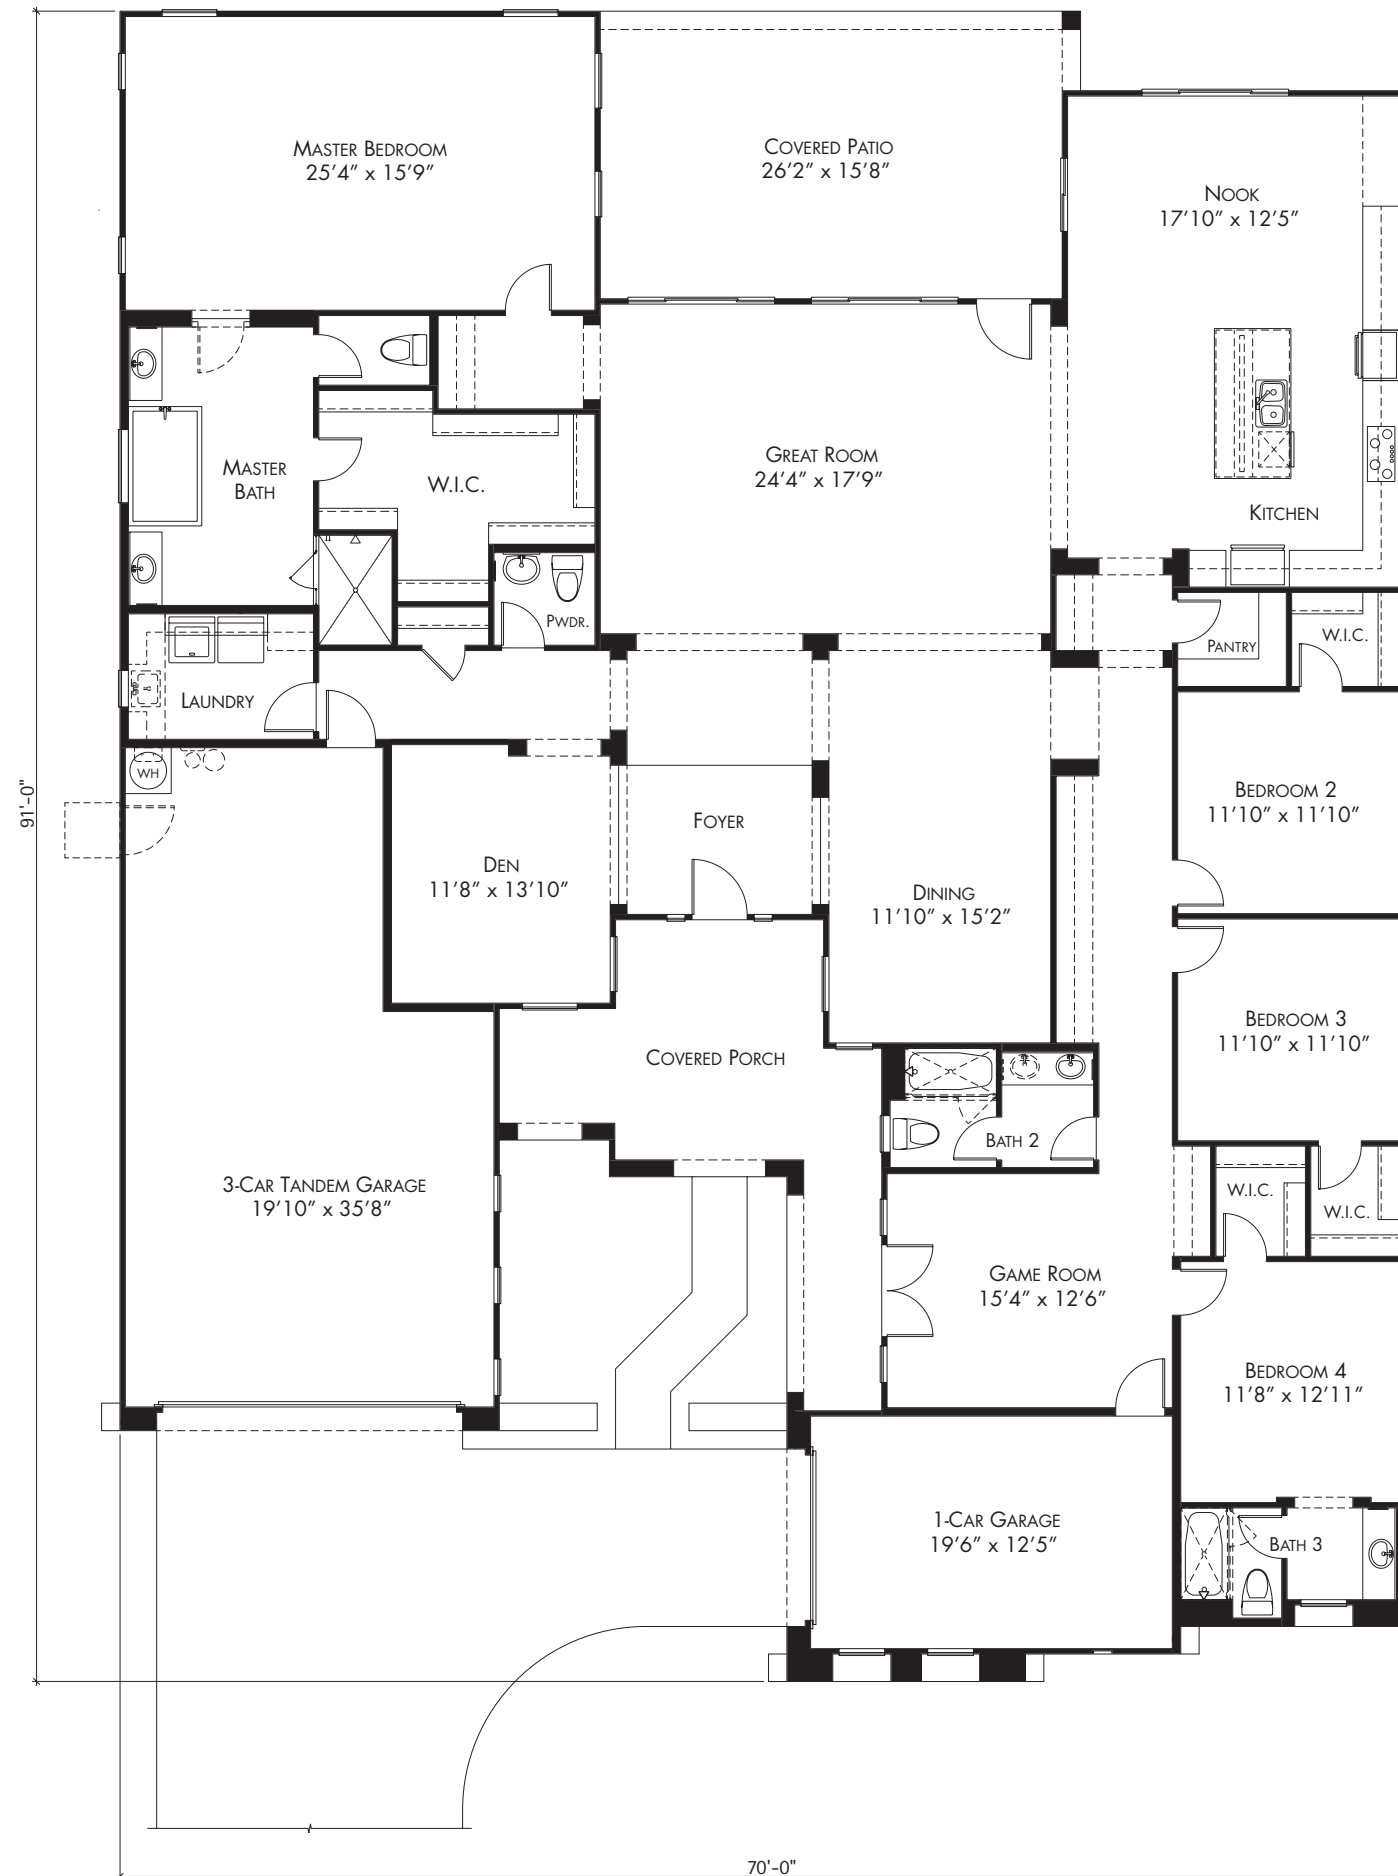 MASTER BEDROOM
25'4" x 15'9"
COVERED PATIO
26'2" x 15'8"
NOOK
17'10" x 12'5"
GREAT ROOM
24'4" x 17'9"
MASTER
BATH
W.I.C.
KITCHEN
PWDR.
PANTRY
W.I.C.
LAUNDRY
WH
91'-0"
FOYER
BEDROOM 2
11'10" x 11'10"
DEN
11'8" x 13'10"
DINING
11'10" x 15'2"
BEDROOM 3
11'10" x 11'10"
COVERED PORCH
BATH 2
3-CAR TANDEM GARAGE
19'10" x 35'8"
W.I.C.
W.I.C.
GAME ROOM
15'4" x 12'6"
BEDROOM 4
11'8" x 12'11"
1-CAR GARAGE
19'6" x 12'5"
BATH 3
70'-0"